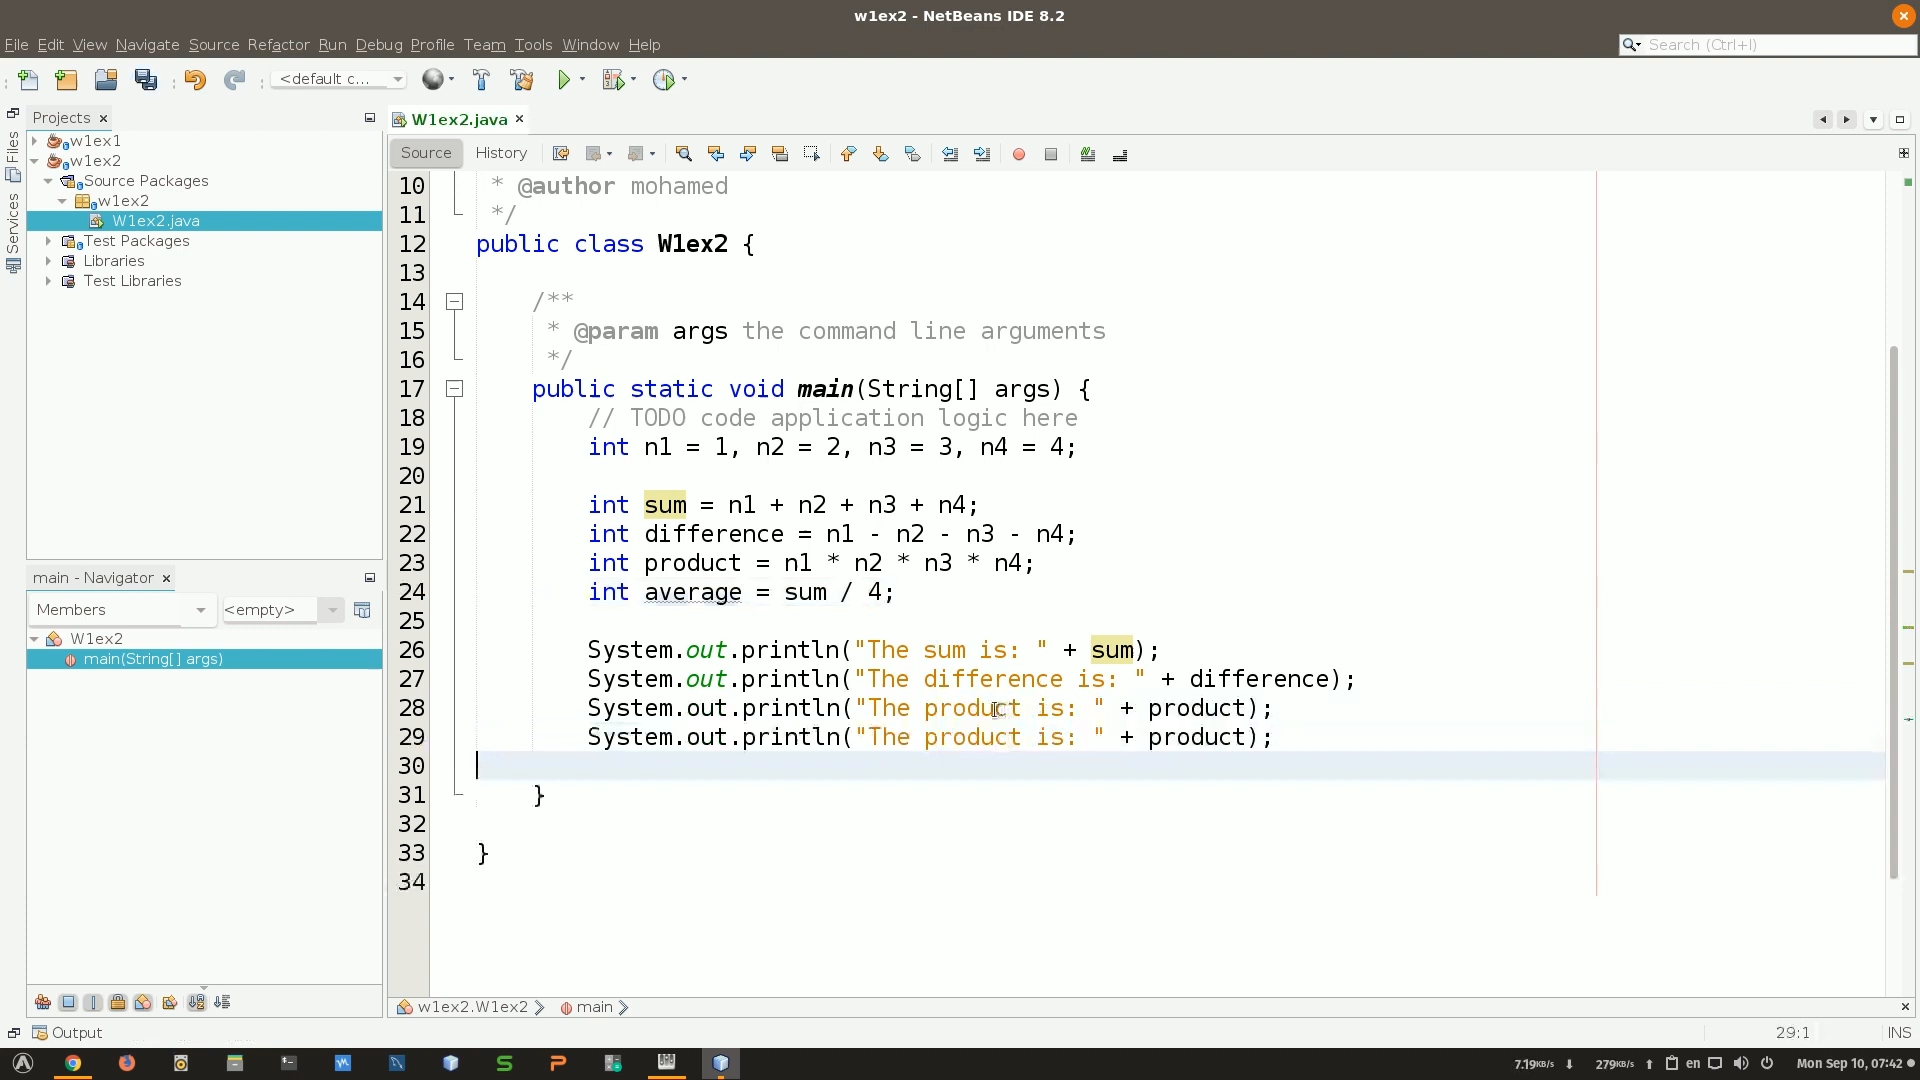 w1ex2 - NetBeans IDE 8.2
File Edit View Navigate Source Refactor Run Debug Profile Team Tools Window Help
Search (Ctrl+I)
<default c...
Files
Services
Projects
w1ex1
w1ex2
Source Packages
w1ex2
W1ex2.java
Test Packages
Libraries
Test Libraries
main - Navigator
Members
<empty>
W1ex2
main(String[] args)
W1ex2.java
Source History
10 * @author mohamed
11 */
12 public class W1ex2 {
13
14 /**
15 * @param args the command line arguments
16 */
17 public static void main(String[] args) {
18 // TODO code application logic here
19 int n1 = 1, n2 = 2, n3 = 3, n4 = 4;
20
21 int sum = n1 + n2 + n3 + n4;
22 int difference = n1 - n2 - n3 - n4;
23 int product = n1 * n2 * n3 * n4;
24 int average = sum / 4;
25
26 System.out.println("The sum is: " + sum);
27 System.out.println("The difference is: " + difference);
28 System.out.println("The product is: " + product);
29 System.out.println("The product is: " + product);
30
31 }
32
33 }
34
w1ex2.W1ex2 main
Output
29:1 INS
7.19KB/s 279KB/s en Mon Sep 10, 07:42